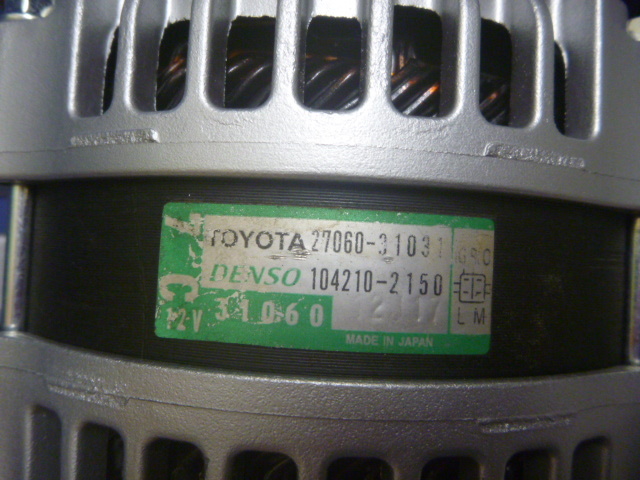 TOYOTA 27060-31031
DENSO 104210-2150
12V 31060
MADE IN JAPAN
L M